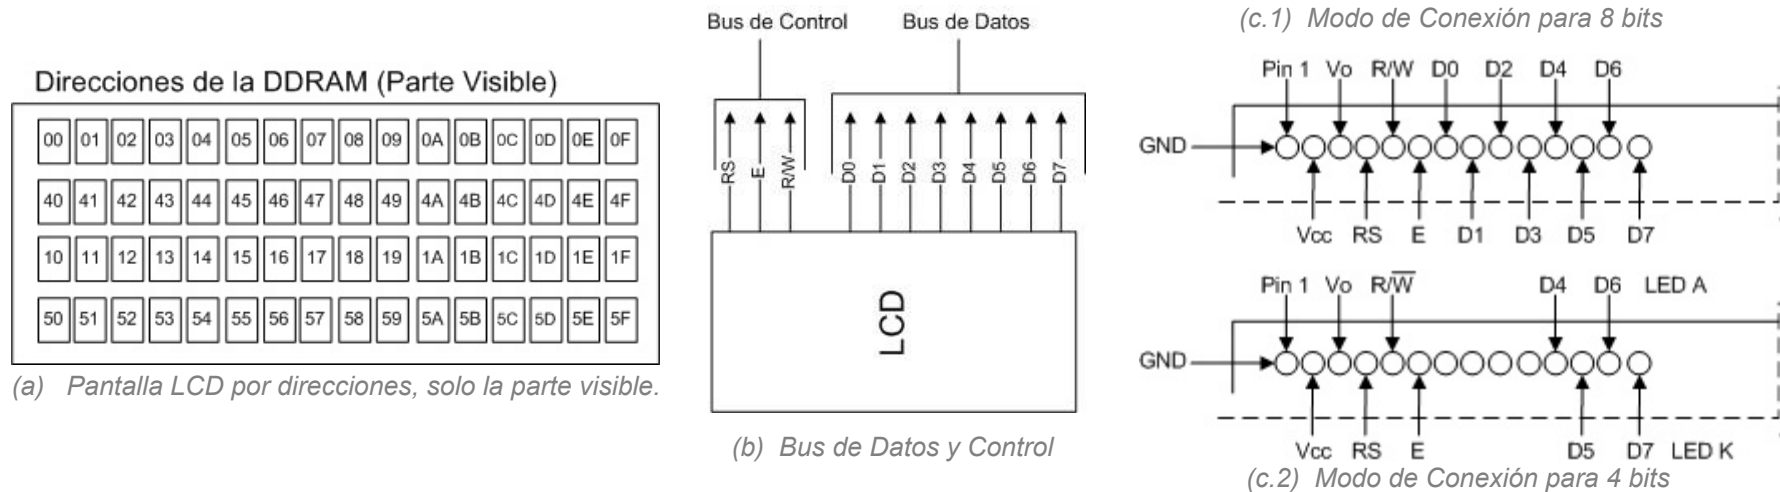 Direcciones de la DDRAM (Parte Visible)
00 01 02 03 04 05 06 07 08 09 0A 0B 0C 0D 0E 0F
40 41 42 43 44 45 46 47 48 49 4A 4B 4C 4D 4E 4F
10 11 12 13 14 15 16 17 18 19 1A 1B 1C 1D 1E 1F
50 51 52 53 54 55 56 57 58 59 5A 5B 5C 5D 5E 5F
(a) Pantalla LCD por direcciones, solo la parte visible.
Bus de Control Bus de Datos
RS E R/W D0 D1 D2 D3 D4 D5 D6 D7
LCD
(b) Bus de Datos y Control
(c.1) Modo de Conexión para 8 bits
Pin 1 Vo R/W D0 D2 D4 D6
GND
Vcc RS E D1 D3 D5 D7
Pin 1 Vo R/W̅ D4 D6 LED A
GND
Vcc RS E D5 D7 LED K
(c.2) Modo de Conexión para 4 bits